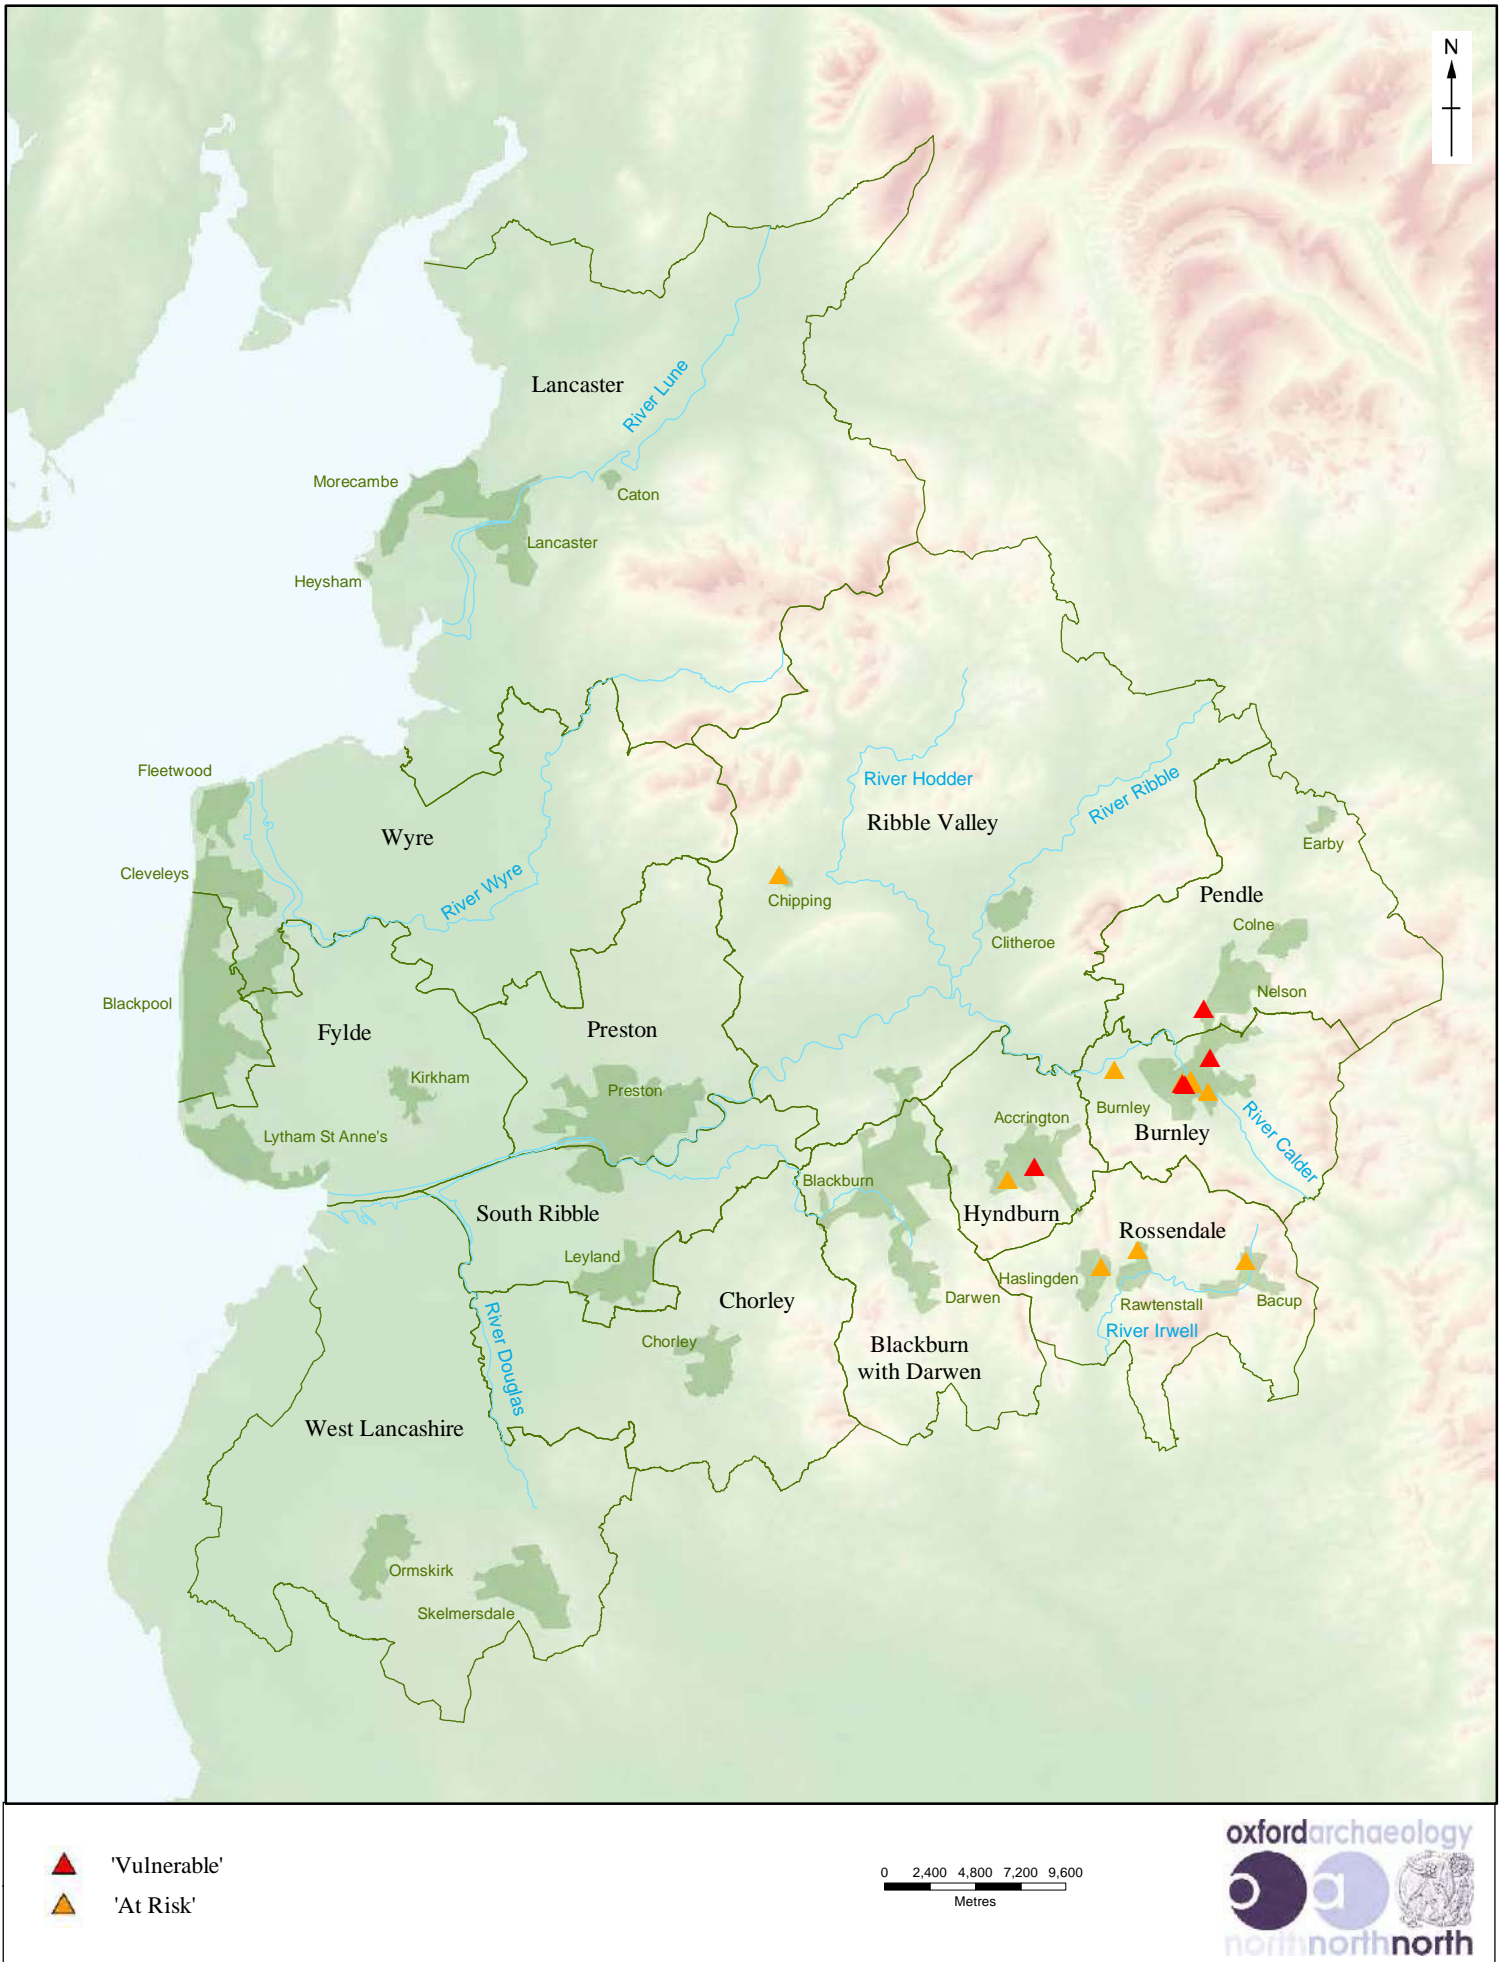 N
Lancaster
River Lune
Morecambe
Caton
Lancaster
Heysham
Fleetwood
River Hodder
River Ribble
Ribble Valley
Wyre
Earby
Cleveleys
River Wyre
Chipping
Pendle
Colne
Clitheroe
Nelson
Blackpool
Fylde
Preston
Kirkham
Preston
Burnley
Accrington
Burnley
River Calder
Lytham St Anne's
Blackburn
South Ribble
Hyndburn
Rossendale
Leyland
Haslingden
Darwen
Rawtenstall
Bacup
Chorley
River Irwell
River Douglas
Chorley
Blackburn
with Darwen
West Lancashire
Ormskirk
Skelmersdale
'Vulnerable'
'At Risk'
0 2,400 4,800 7,200 9,600
Metres
oxfordarchaeology
northnorthnorth